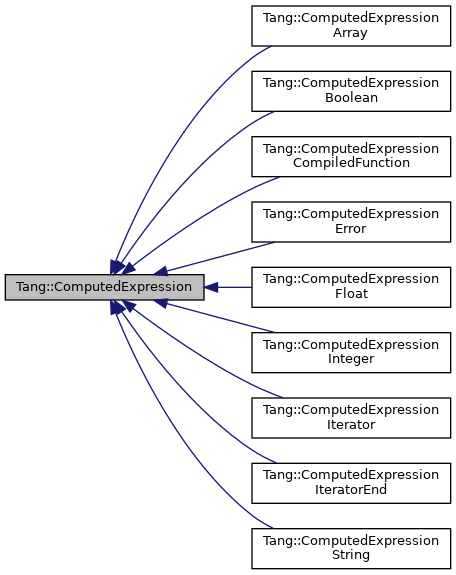 Tang::ComputedExpression
Array
Tang::ComputedExpression
Boolean
Tang::ComputedExpression
CompiledFunction
Tang::ComputedExpression
Error
Tang::ComputedExpression
Tang::ComputedExpression
Float
Tang::ComputedExpression
Integer
Tang::ComputedExpression
Iterator
Tang::ComputedExpression
IteratorEnd
Tang::ComputedExpression
String